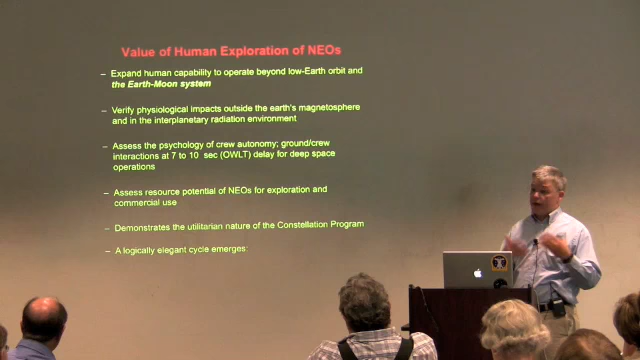 Value of Human Exploration of NEOs
– Expand human capability to operate beyond low-Earth orbit and
the Earth-Moon system
– Verify physiological impacts outside the earth's magnetosphere
and in the interplanetary radiation environment
– Assess the psychology of crew autonomy; ground/crew
interactions at 7 to 10 sec (OWLT) delay for deep space
operations
– Assess resource potential of NEOs for exploration and
commercial use
– Demonstrates the utilitarian nature of the Constellation Program
– A logically elegant cycle emerges: